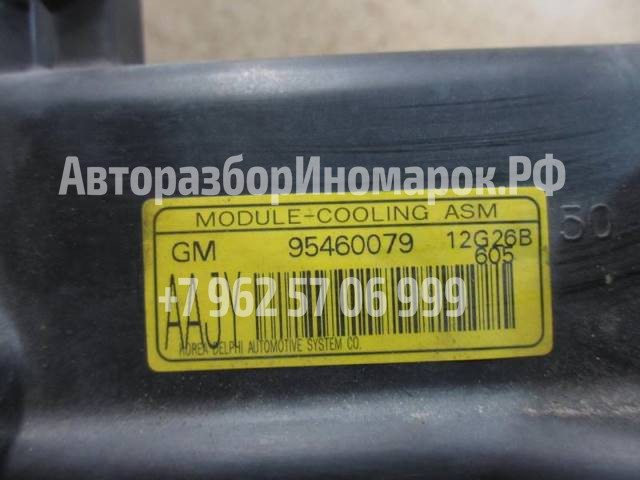 АвторазборИномарок.РФ
MODULE-COOLING ASM
50
GM 95460079 12G26B
605
+7 962 57 06 999
AAJY
KOREA DELPHI AUTOMOTIVE SYSTEM CO.